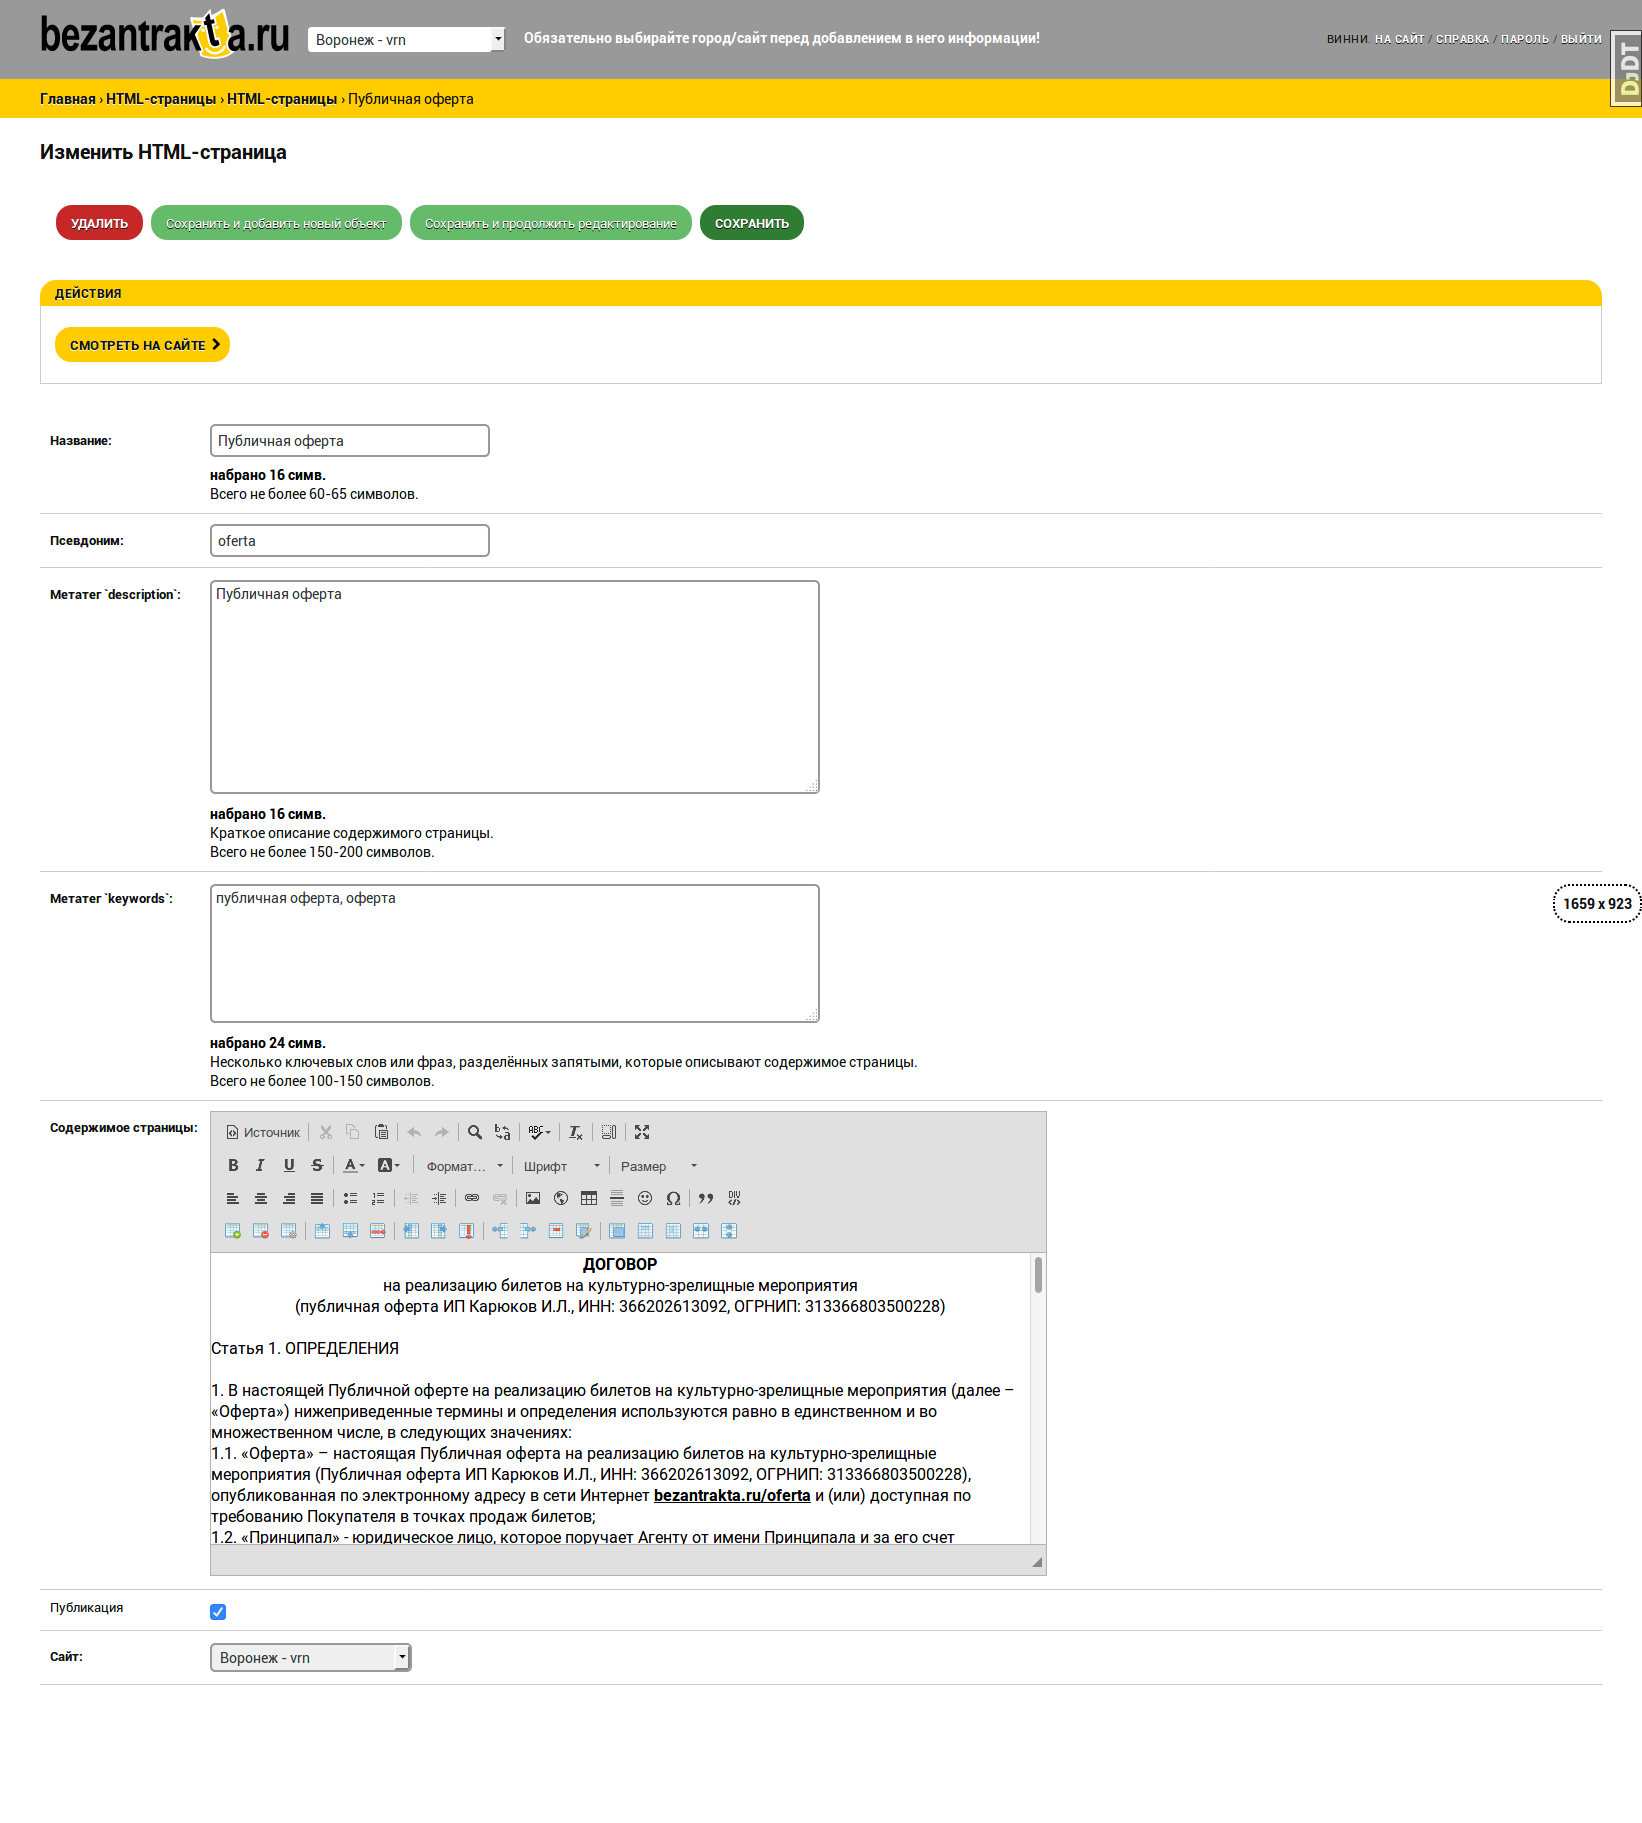 bezantrakta.ru
Воронеж - vrn
Обязательно выбирайте город/сайт перед добавлением в него информации!
ВИННИ. НА САЙТ / СПРАВКА / ПАРОЛЬ / ВЫЙТИ
DjDT
Главная › HTML-страницы › HTML-страницы › Публичная оферта
Изменить HTML-страница
УДАЛИТЬ
Сохранить и добавить новый объект
Сохранить и продолжить редактирование
СОХРАНИТЬ
ДЕЙСТВИЯ
СМОТРЕТЬ НА САЙТЕ
Название:
Публичная оферта
набрано 16 симв.
Всего не более 60-65 символов.
Псевдоним:
oferta
Метатег `description`:
Публичная оферта
набрано 16 симв.
Краткое описание содержимого страницы.
Всего не более 150-200 символов.
Метатег `keywords`:
публичная оферта, оферта
1659 x 923
набрано 24 симв.
Несколько ключевых слов или фраз, разделённых запятыми, которые описывают содержимое страницы.
Всего не более 100-150 символов.
Содержимое страницы:
Источник
Формат...
Шрифт
Размер
ДОГОВОР
на реализацию билетов на культурно-зрелищные мероприятия
(публичная оферта ИП Карюков И.Л., ИНН: 366202613092, ОГРНИП: 313366803500228)
Статья 1. ОПРЕДЕЛЕНИЯ
1. В настоящей Публичной оферте на реализацию билетов на культурно-зрелищные мероприятия (далее –
«Оферта») нижеприведенные термины и определения используются равно в единственном и во
множественном числе, в следующих значениях:
1.1. «Оферта» – настоящая Публичная оферта на реализацию билетов на культурно-зрелищные
мероприятия (Публичная оферта ИП Карюков И.Л., ИНН: 366202613092, ОГРНИП: 313366803500228),
опубликованная по электронному адресу в сети Интернет bezantrakta.ru/oferta и (или) доступная по
требованию Покупателя в точках продаж билетов;
1.2. «Принципал» - юридическое лицо, которое поручает Агенту от имени Принципала и за его счет
Публикация
Сайт:
Воронеж - vrn